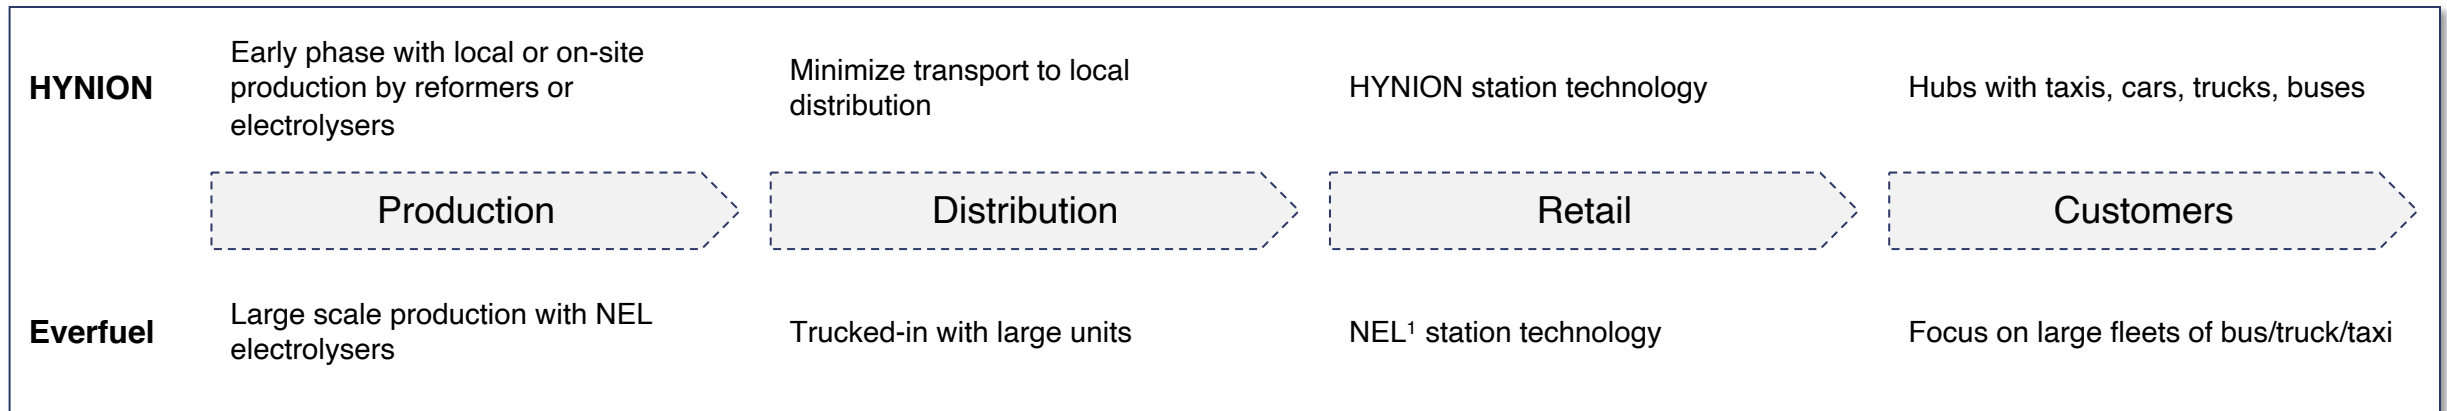 HYNION
Early phase with local or on-site
production by reformers or
electrolysers
Minimize transport to local
distribution
HYNION station technology
Hubs with taxis, cars, trucks, buses
Production
Distribution
Retail
Customers
Everfuel
Large scale production with NEL
electrolysers
Trucked-in with large units
NEL¹ station technology
Focus on large fleets of bus/truck/taxi